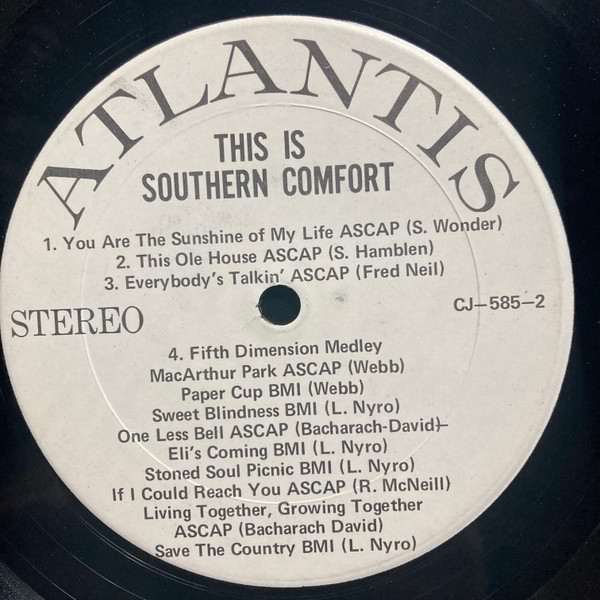 ATLANTIS
THIS IS
SOUTHERN COMFORT
1. You Are The Sunshine of My Life ASCAP (S. Wonder)
2. This Ole House ASCAP (S. Hamblen)
3. Everybody's Talkin' ASCAP (Fred Neil)
STEREO
CJ-585-2
4. Fifth Dimension Medley
MacArthur Park ASCAP (Webb)
Paper Cup BMI (Webb)
Sweet Blindness BMI (L. Nyro)
One Less Bell ASCAP (Bacharach-David)
Eli's Coming BMI (L. Nyro)
Stoned Soul Picnic BMI (L. Nyro)
If I Could Reach You ASCAP (R. McNeill)
Living Together, Growing Together
ASCAP (Bacharach David)
Save The Country BMI (L. Nyro)